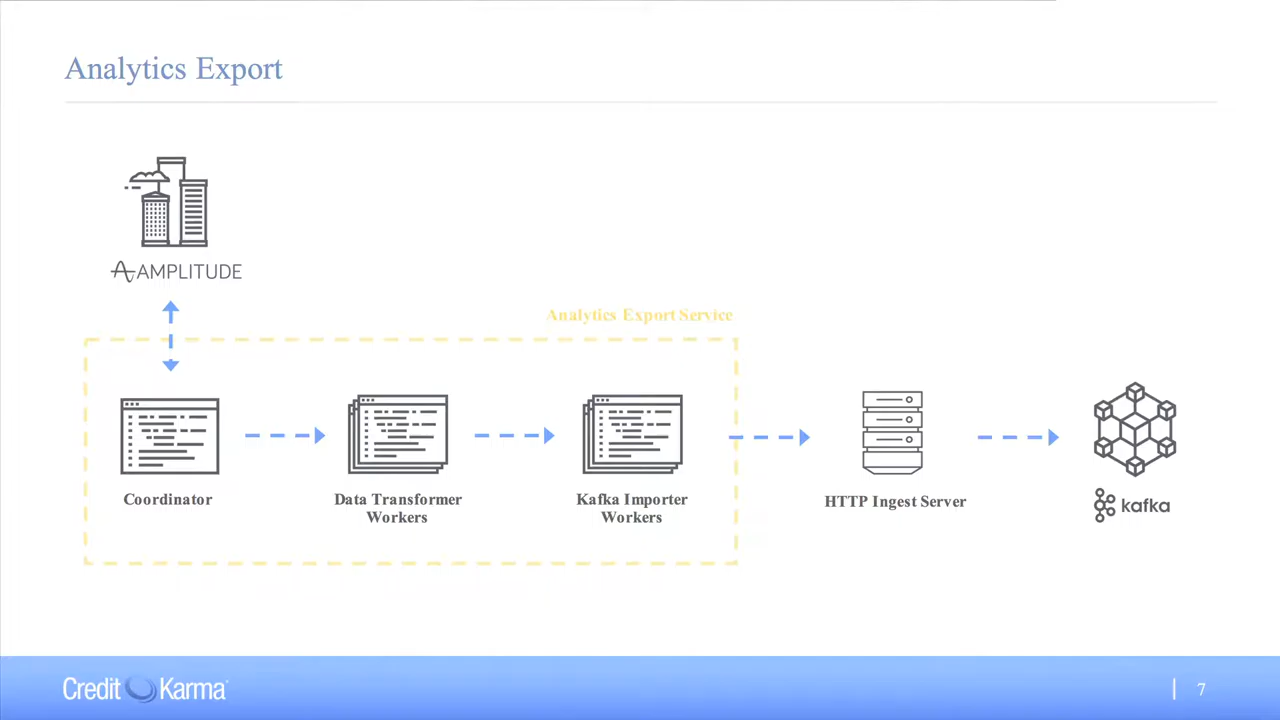 Analytics Export
AMPLITUDE
Analytics Export Service
Coordinator
Data Transformer
Workers
Kafka Importer
Workers
HTTP Ingest Server
kafka
Credit Karma
7